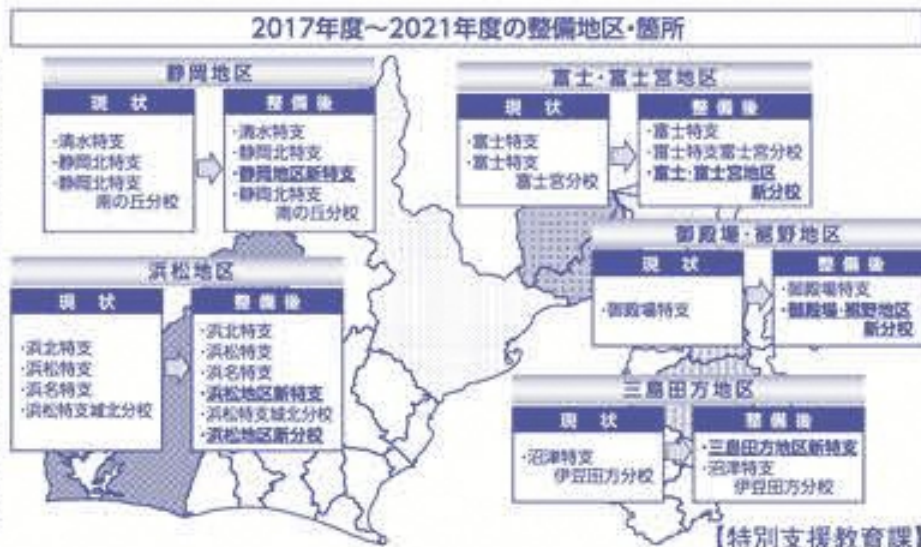 2017年度～2021年度の整備地区・箇所
静岡地区
現　状
・清水特支
・静岡北特支
・静岡北特支
南の丘分校
整備後
・清水特支
・静岡北特支
・静岡地区新特支
・静岡北特支
南の丘分校
富士・富士宮地区
現　状
・富士特支
・富士特支
富士宮分校
整備後
・富士特支
・富士特支富士宮分校
・富士・富士宮地区
新分校
御殿場・裾野地区
現　状
・御殿場特支
整備後
・御殿場特支
・御殿場・裾野地区
新分校
浜松地区
現　状
・浜北特支
・浜松特支
・浜名特支
・浜松特支城北分校
整備後
・浜北特支
・浜松特支
・浜名特支
・浜松地区新特支
・浜松特支城北分校
・浜松地区新分校
三島田方地区
現　状
・沼津特支
伊豆田方分校
整備後
・三島田方地区新特支
・沼津特支
伊豆田方分校
【特別支援教育課】